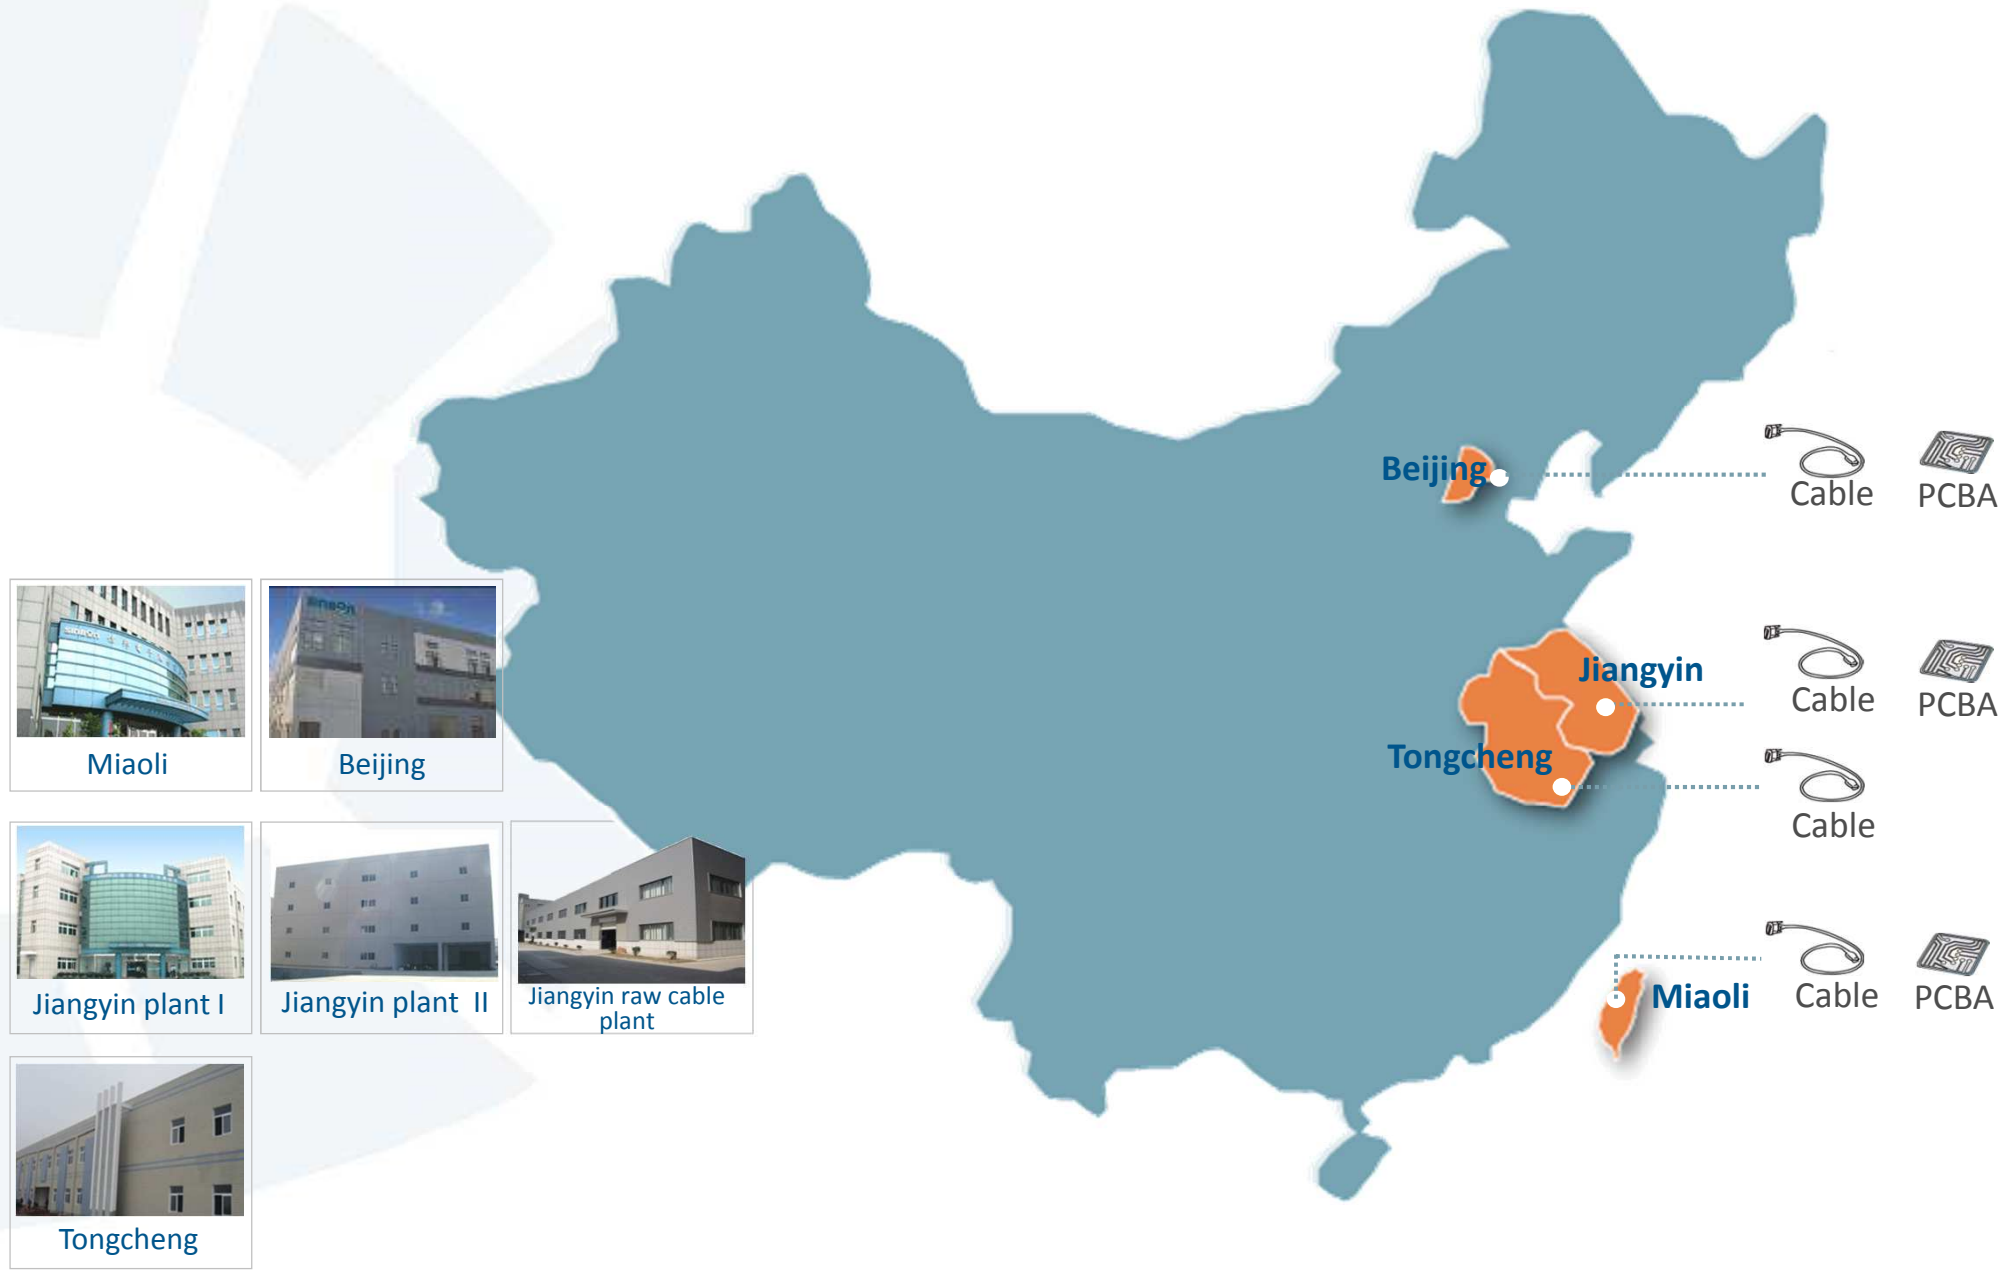 Beijing
Cable PCBA
Jiangyin
Cable PCBA
Tongcheng
Cable
Miaoli
Cable PCBA
Miaoli
Beijing
Jiangyin plant I
Jiangyin plant II
Jiangyin raw cable
plant
Tongcheng